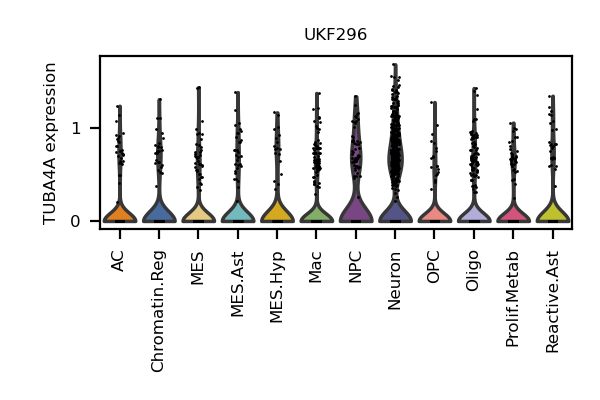 UKF296
TUBA4A expression
1
0
AC
Chromatin.Reg
MES
MES.Ast
MES.Hyp
Mac
NPC
Neuron
OPC
Oligo
Prolif.Metab
Reactive.Ast